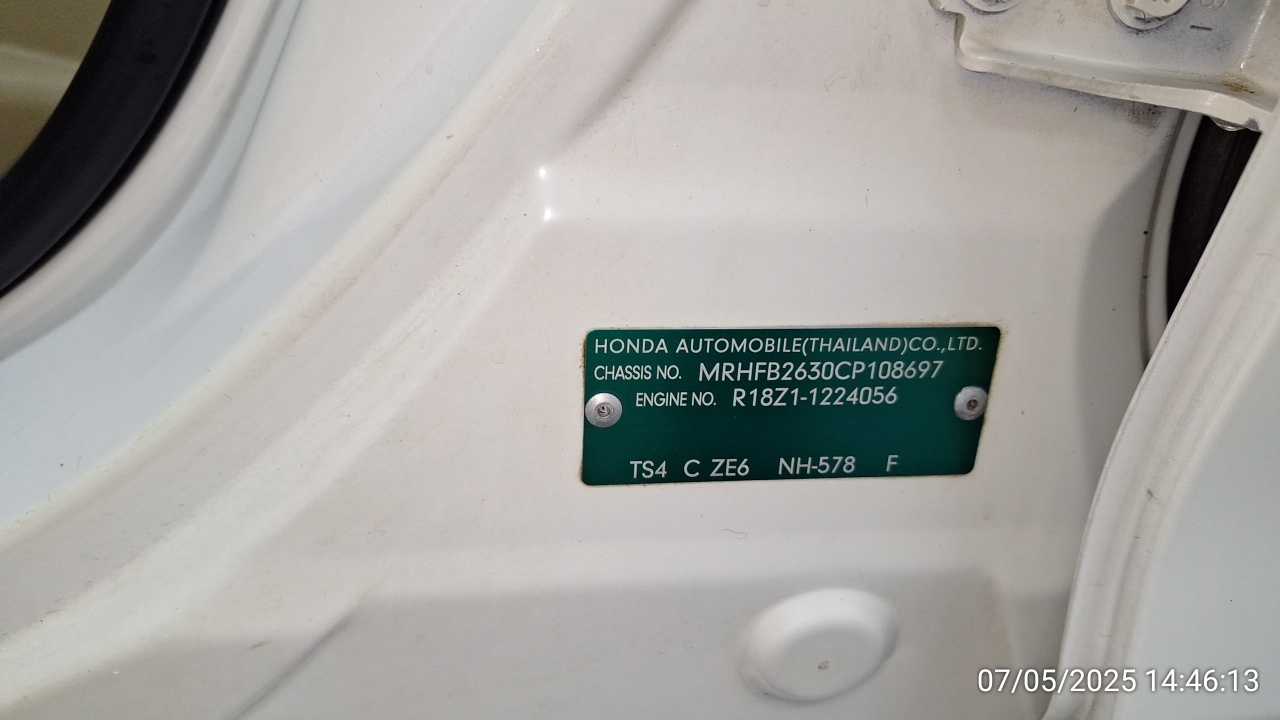 HONDA AUTOMOBILE(THAILAND)CO.,LTD.
CHASSIS NO. MRHFB2630CP108697
ENGINE NO. R18Z1-1224056
TS4 C ZE6 NH-578 F
07/05/2025 14:46:13